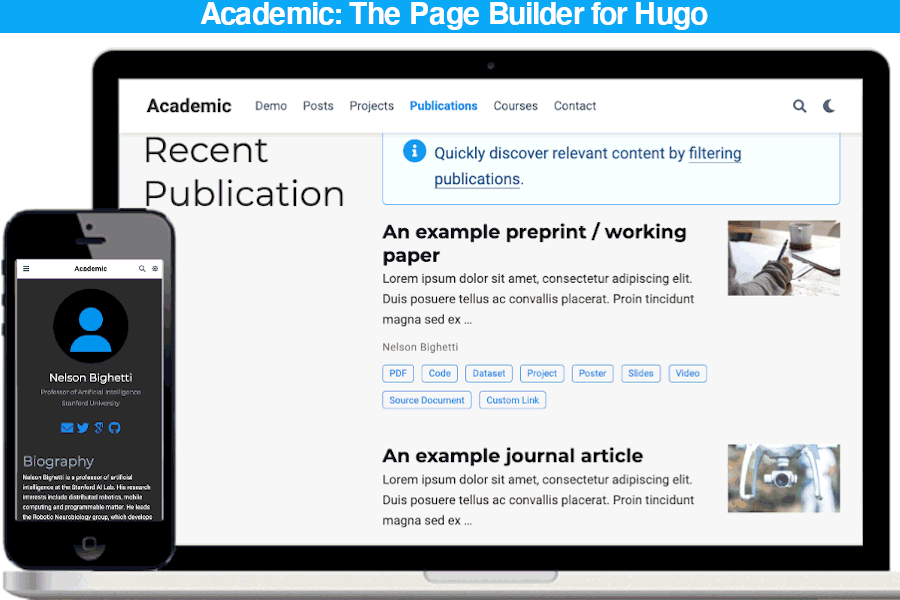 Academic: The Page Builder for Hugo
Academic
Demo Posts Projects Publications Courses Contact
Recent
Publication
Quickly discover relevant content by filtering
publications.
An example preprint / working
paper
Lorem ipsum dolor sit amet, consectetur adipiscing elit.
Duis posuere tellus ac convallis placerat. Proin tincidunt
magna sed ex ...
Nelson Bighetti
PDF Code Dataset Project Poster Slides Video
Source Document Custom Link
An example journal article
Lorem ipsum dolor sit amet, consectetur adipiscing elit.
Duis posuere tellus ac convallis placerat. Proin tincidunt
magna sed ex ...
Academic
Nelson Bighetti
Professor of Artificial Intelligence
Stanford University
Biography
Nelson Bighetti is a professor of artificial
intelligence at the Stanford AI Lab. His research
interests include distributed robotics, mobile
computing and programmable matter. He leads
the Robotic Neurobiology group, which develops